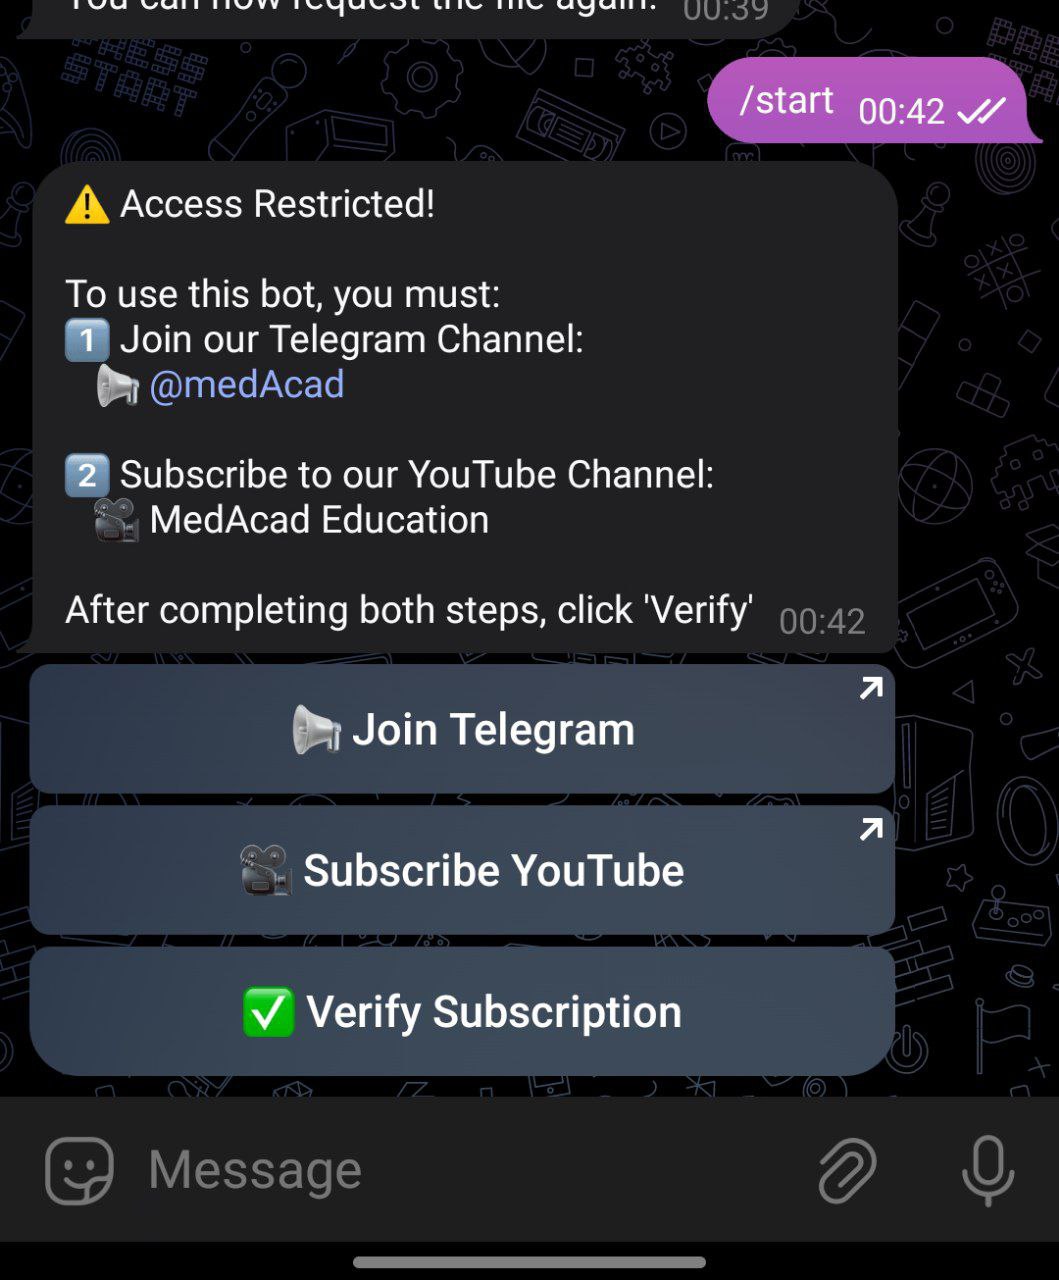 You can now request the file again! 00:39
/start 00:42
⚠️ Access Restricted!
To use this bot, you must:
1️⃣ Join our Telegram Channel:
📢 @medAcad
2️⃣ Subscribe to our YouTube Channel:
🎥 MedAcad Education
After completing both steps, click 'Verify' 00:42
📢 Join Telegram
🎥 Subscribe YouTube
✅ Verify Subscription
Message